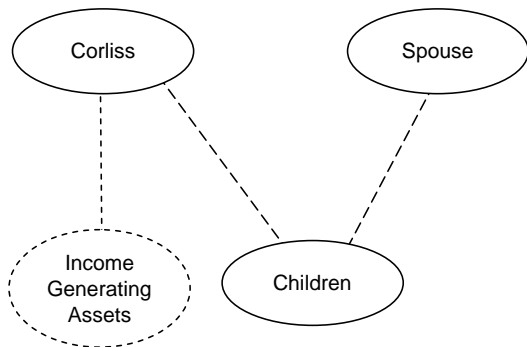 Corliss
Spouse
Income
Generating
Assets
Children